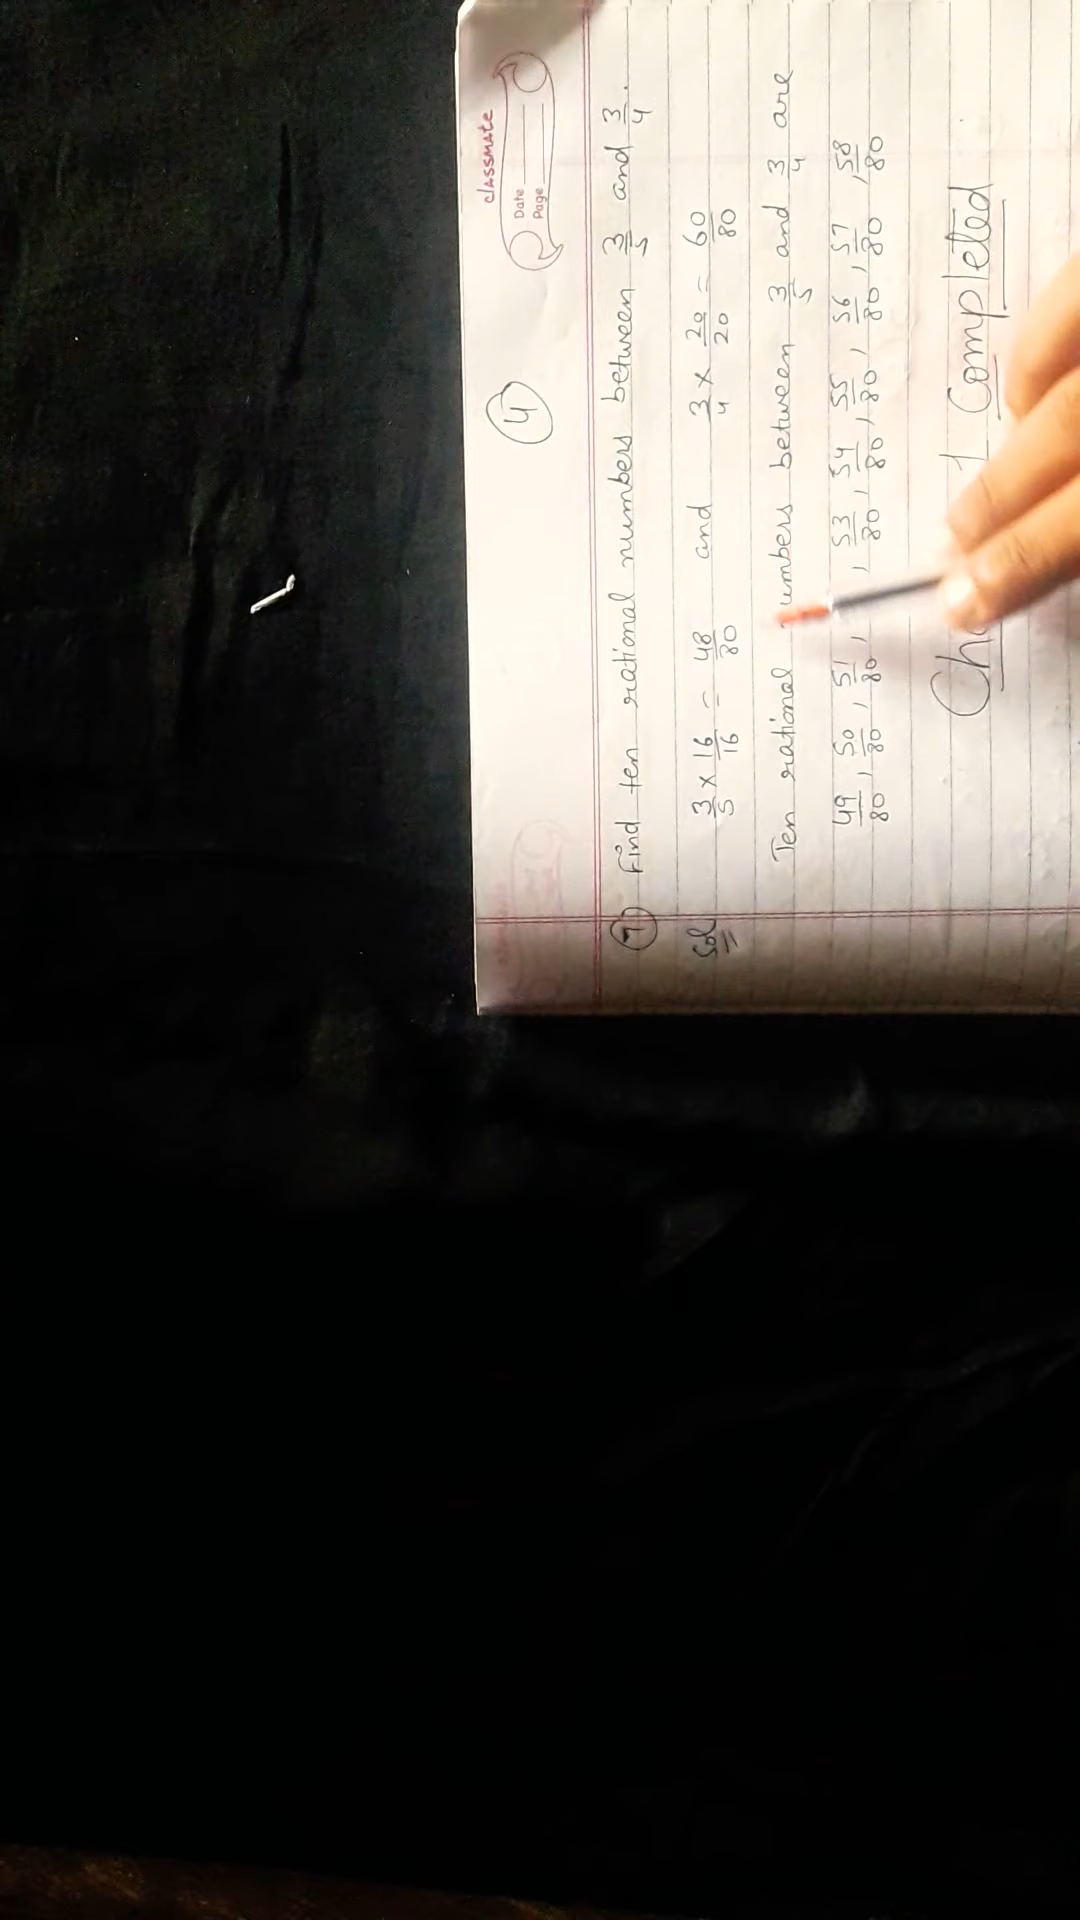 classmate
Date
Page
4
7 Find ten rational numbers between 3/5 and 3/4.
Sol 3/5 × 16/16 = 48/80 and 3/4 × 20/20 = 60/80
Ten rational umbers between 3/5 and 3/4 are
49/80, 50/80, 51/80, , 53/80, 54/80, 55/80, 56/80, 57/80, 58/80
1 Completed